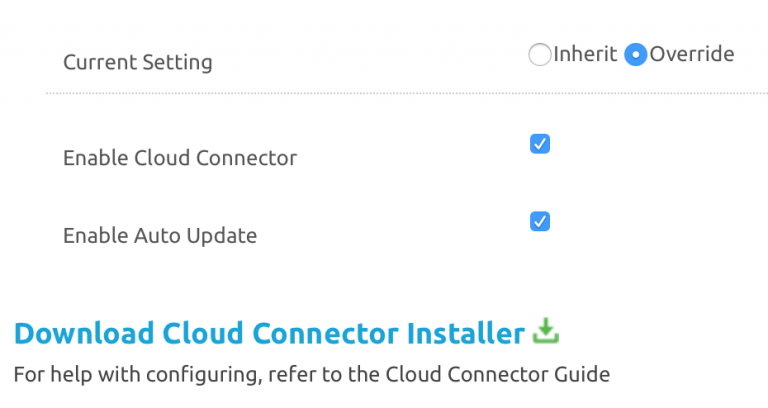 Current Setting Inherit Override
Enable Cloud Connector
Enable Auto Update
Download Cloud Connector Installer
For help with configuring, refer to the Cloud Connector Guide